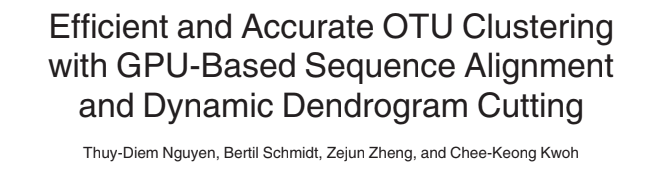 Efficient and Accurate OTU Clustering
with GPU-Based Sequence Alignment
and Dynamic Dendrogram Cutting
Thuy-Diem Nguyen, Bertil Schmidt, Zejun Zheng, and Chee-Keong Kwoh